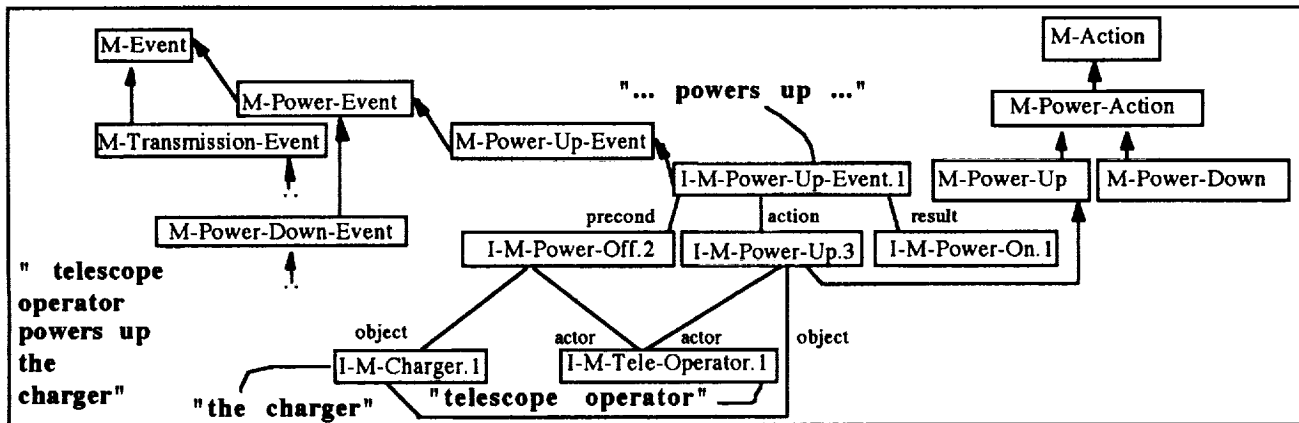 M-Event
M-Action
M-Power-Event
"... powers up ..."
M-Power-Action
M-Transmission-Event
M-Power-Up-Event
I-M-Power-Up-Event.1
M-Power-Up
M-Power-Down
M-Power-Down-Event
precond
action
result
I-M-Power-Off.2
I-M-Power-Up.3
I-M-Power-On.1
" telescope
operator
powers up
the
charger"
object
actor
actor
object
I-M-Charger.1
I-M-Tele-Operator.1
"the charger"
"telescope operator"